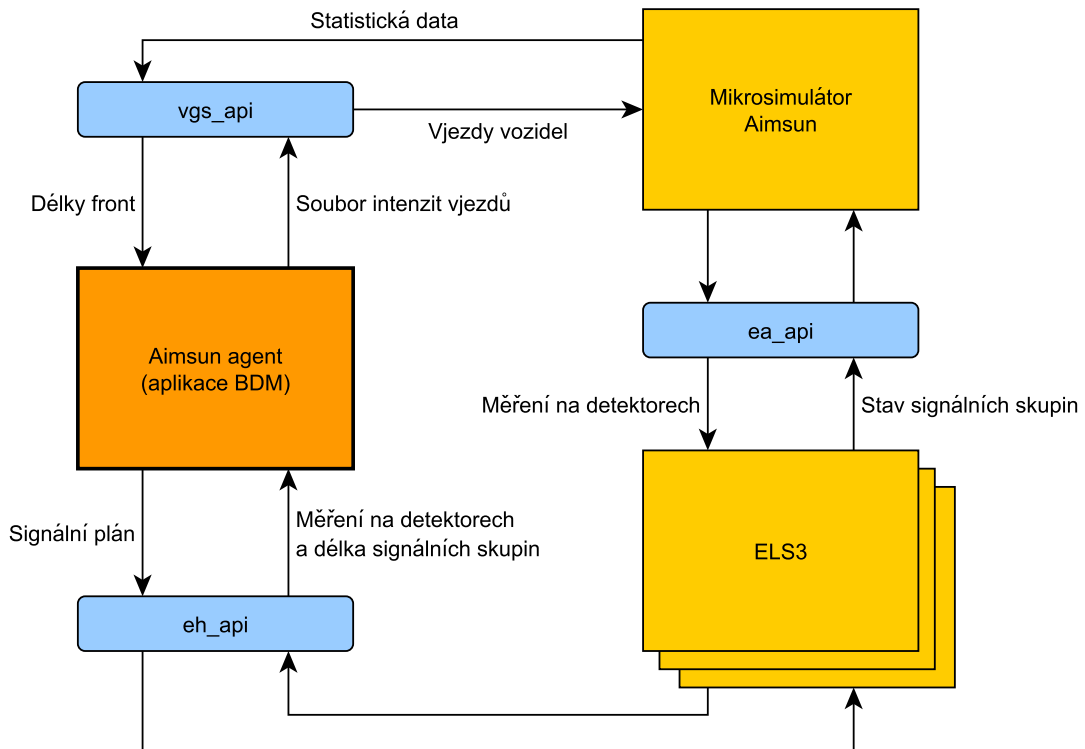 Statistická data
vgs_api
Mikrosimulátor
Aimsun
Vjezdy vozidel
Délky front
Soubor intenzit vjezdů
Aimsun agent
(aplikace BDM)
ea_api
Měření na detektorech
Stav signálních skupin
Signální plán
Měření na detektorech
a délka signálních skupin
ELS3
eh_api